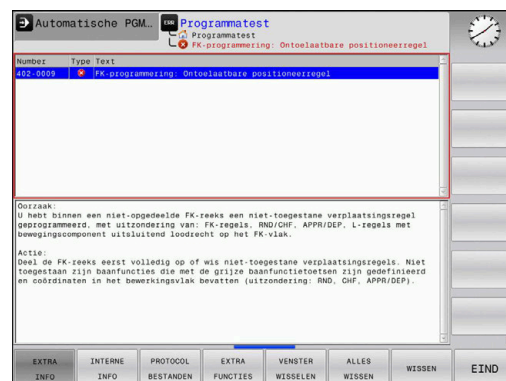 Automatische PGM…
ERR
Programmatest
Programmatest
FK-programmering: Ontoelaatbare positioneerregel
Number Type Text
402-0009 FK-programmering: Ontoelaatbare positioneerregel
Oorzaak:
U hebt binnen een niet-opgedeelde FK-reeks een niet-toegestane verplaatsingsregel
geprogrammeerd, met uitzondering van: FK-regels, RND/CHF, APPR/DEP, L-regels met
bewegingscomponent uitsluitend loodrecht op het FK-vlak.
Actie:
Deel de FK-reeks eerst volledig op of wis niet-toegestane verplaatsingsregels. Niet
toegestaan zijn baanfuncties die met de grijze baanfunctietoetsen zijn gedefinieerd
en coördinaten in het bewerkingsvlak bevatten (uitzondering: RND, CHF, APPR/DEP).
EXTRA INFO
INTERNE INFO
PROTOCOL BESTANDEN
EXTRA FUNCTIES
VENSTER WISSELEN
ALLES WISSEN
WISSEN
EIND